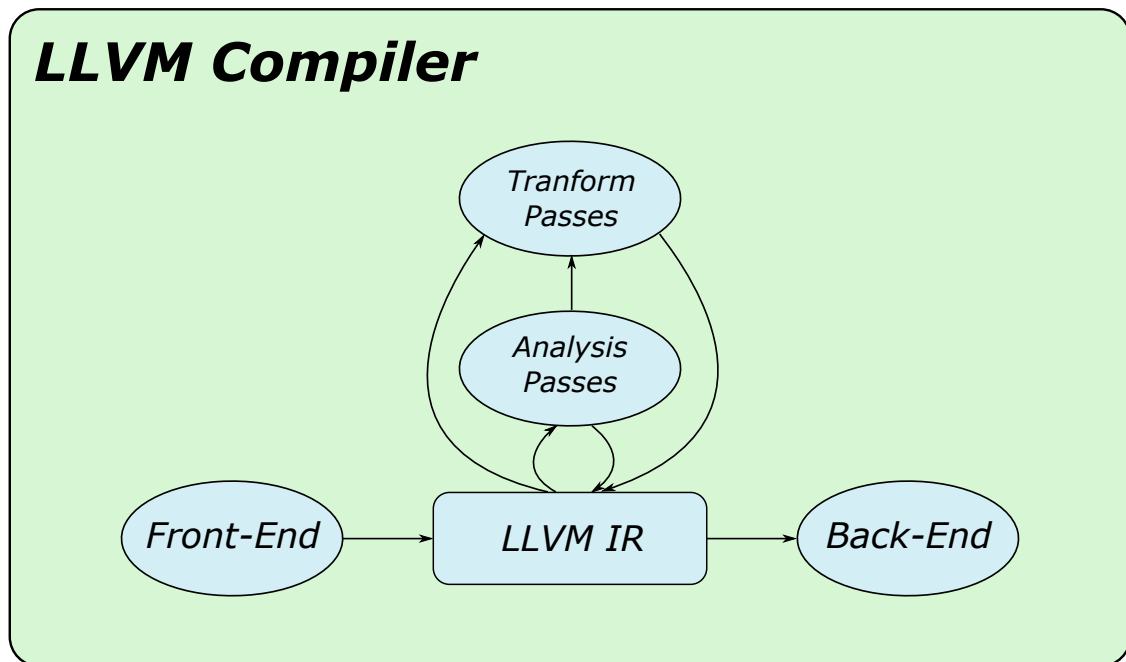 LLVM Compiler
Tranform
Passes
Analysis
Passes
Front-End
LLVM IR
Back-End